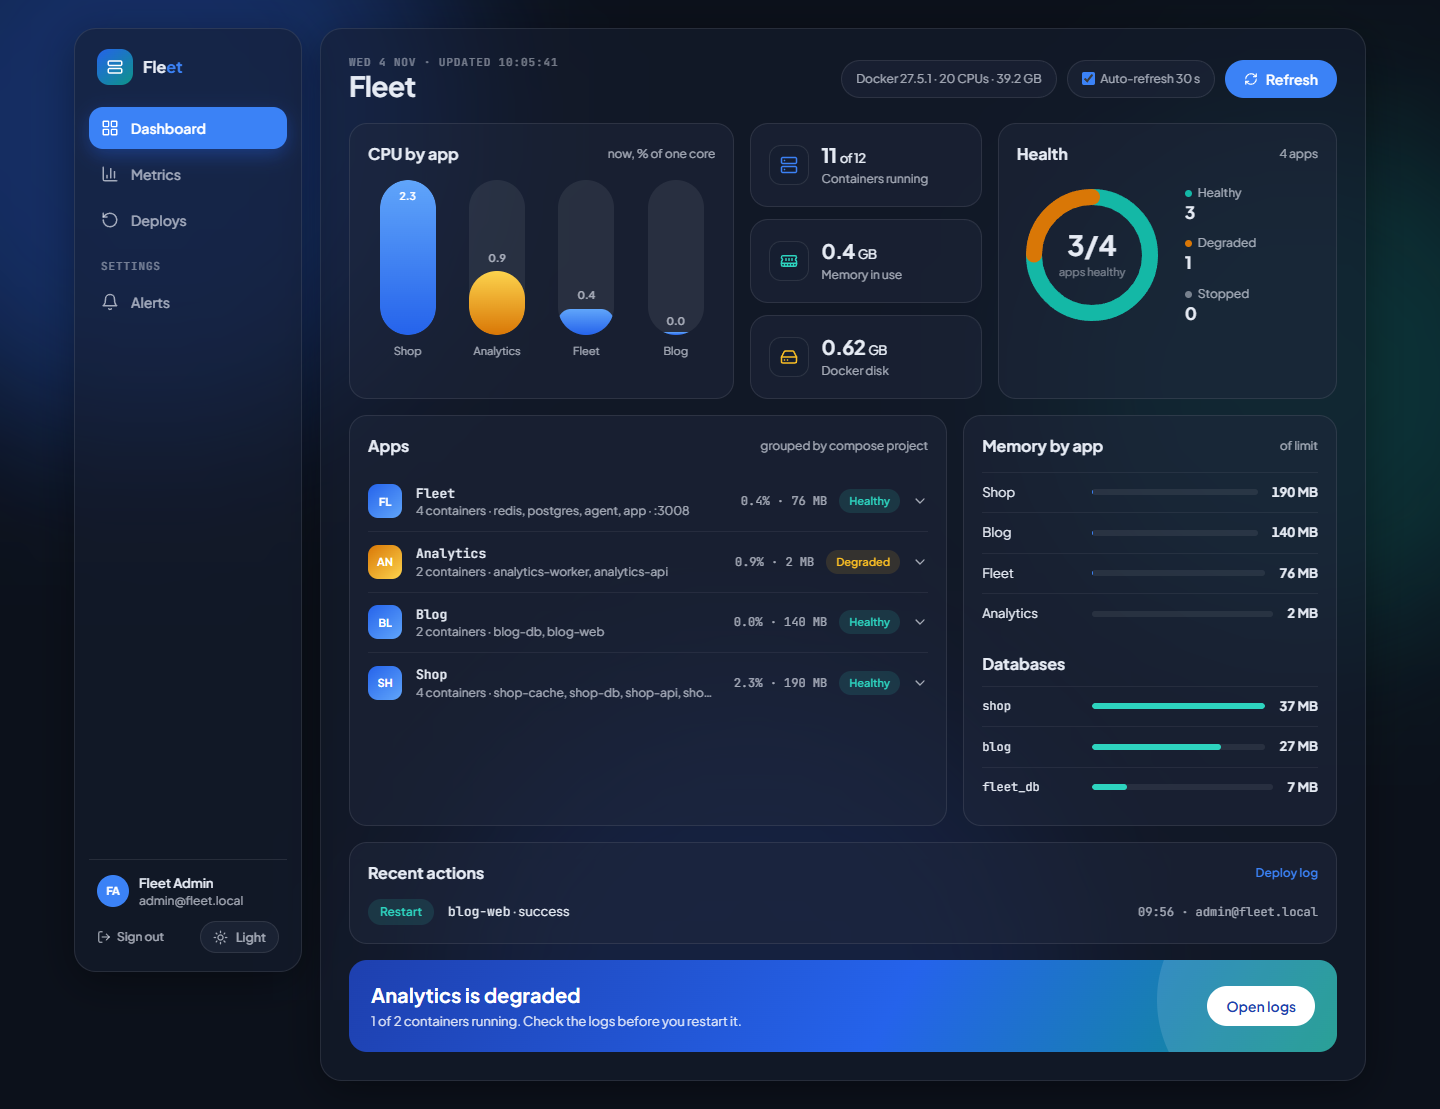 Fleet
Dashboard
Metrics
Deploys
SETTINGS
Alerts
FA
Fleet Admin
admin@fleet.local
Sign out
Light
WED 4 NOV · UPDATED 10:05:41
Fleet
Docker 27.5.1 · 20 CPUs · 39.2 GB
Auto-refresh 30 s
Refresh
CPU by app
now, % of one core
2.3
0.9
0.4
0.0
Shop
Analytics
Fleet
Blog
11 of 12
Containers running
0.4 GB
Memory in use
0.62 GB
Docker disk
Health
4 apps
3/4
apps healthy
Healthy
3
Degraded
1
Stopped
0
Apps
grouped by compose project
FL
Fleet
4 containers · redis, postgres, agent, app · :3008
0.4% · 76 MB
Healthy
AN
Analytics
2 containers · analytics-worker, analytics-api
0.9% · 2 MB
Degraded
BL
Blog
2 containers · blog-db, blog-web
0.0% · 140 MB
Healthy
SH
Shop
4 containers · shop-cache, shop-db, shop-api, sho...
2.3% · 190 MB
Healthy
Memory by app
of limit
Shop
190 MB
Blog
140 MB
Fleet
76 MB
Analytics
2 MB
Databases
shop
37 MB
blog
27 MB
fleet_db
7 MB
Recent actions
Deploy log
Restart
blog-web · success
09:56 · admin@fleet.local
Analytics is degraded
1 of 2 containers running. Check the logs before you restart it.
Open logs